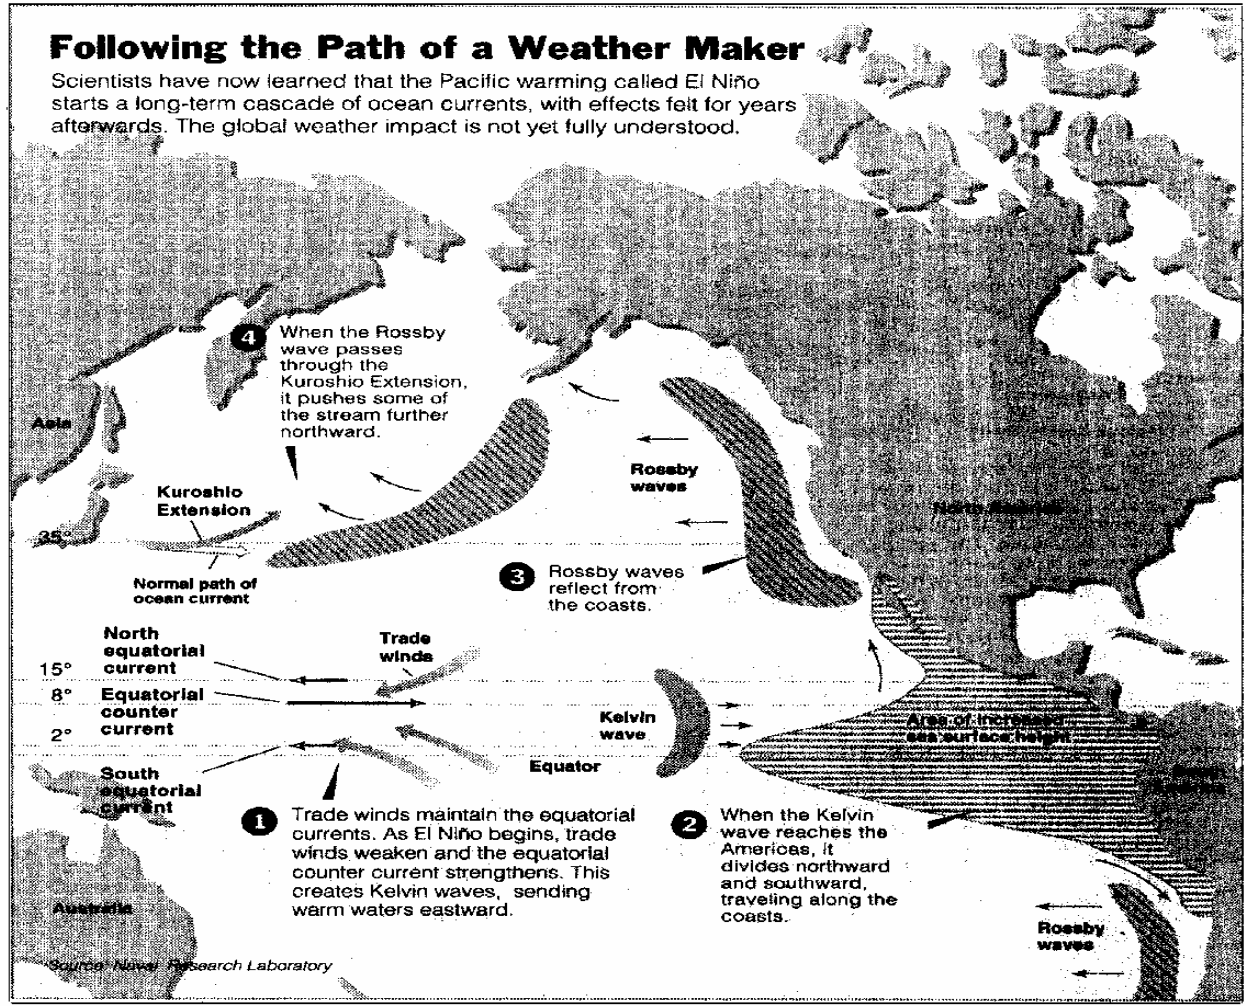 Following the Path of a Weather Maker
Scientists have now learned that the Pacific warming called El Niño
starts a long-term cascade of ocean currents, with effects felt for years
afterwards. The global weather impact is not yet fully understood.
4
When the Rossby
wave passes
through the
Kuroshio Extension,
it pushes some of
the stream further
northward.
Asia
Kuroshio
Extension
35°
Normal path of
ocean current
Rossby
waves
North America
3
Rossby waves
reflect from
the coasts.
North
equatorial
current
Trade
winds
15°
8°
Equatorial
counter
current
2°
Kelvin
wave
Area of increased
sea surface height
Equator
South
equatorial
current
South
America
1
Trade winds maintain the equatorial
currents. As El Niño begins, trade
winds weaken and the equatorial
counter current strengthens. This
creates Kelvin waves, sending
warm waters eastward.
2
When the Kelvin
wave reaches the
Americas, it
divides northward
and southward,
traveling along the
coasts.
Australia
Rossby
waves
Source: Naval Research Laboratory